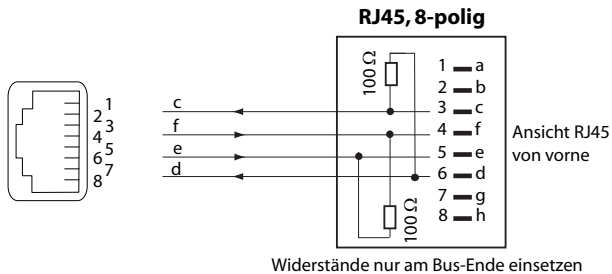 RJ45, 8-polig
1
2
3
4
5
6
7
8
c
f
e
d
100 Ω
100 Ω
1 a
2 b
3 c
4 f
5 e
6 d
7 g
8 h
Ansicht RJ45
von vorne
Widerstände nur am Bus-Ende einsetzen